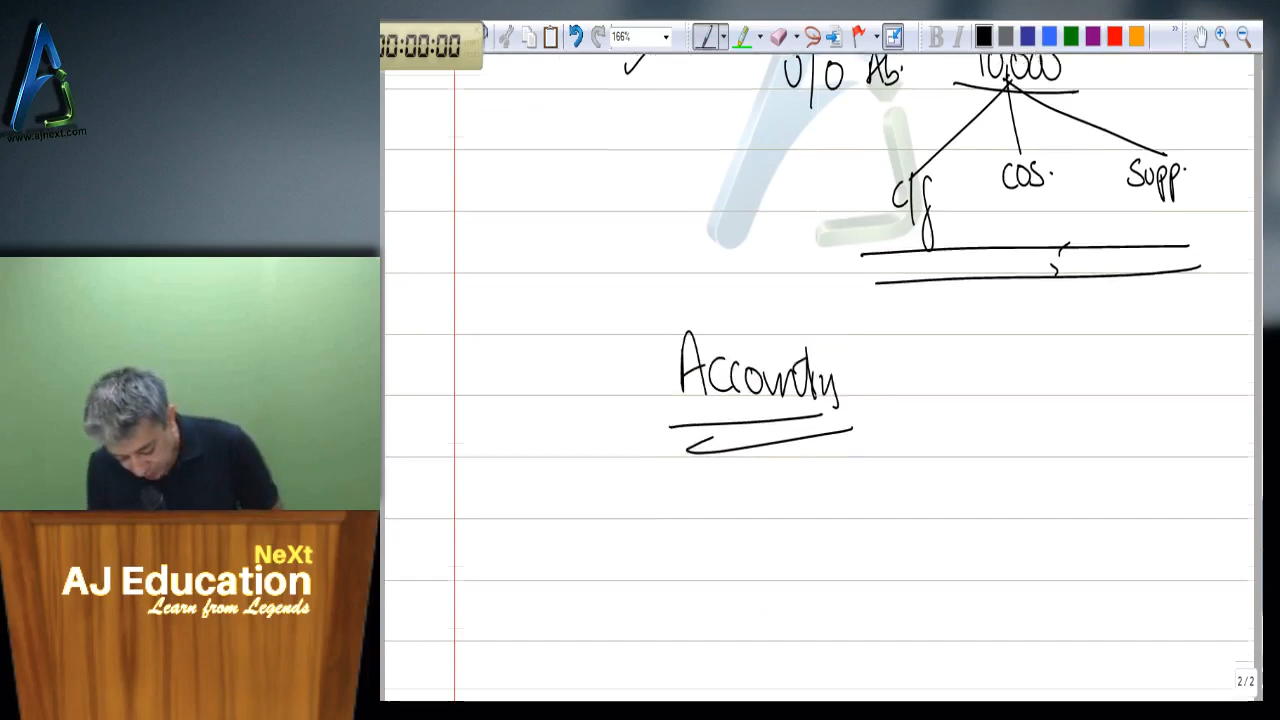 www.ajnext.com
00:00:00
166%
B I
U/O Ab. 10,000
c/f COS. Supp.
Accounting
NeXt
AJ Education
Learn from Legends
2/2